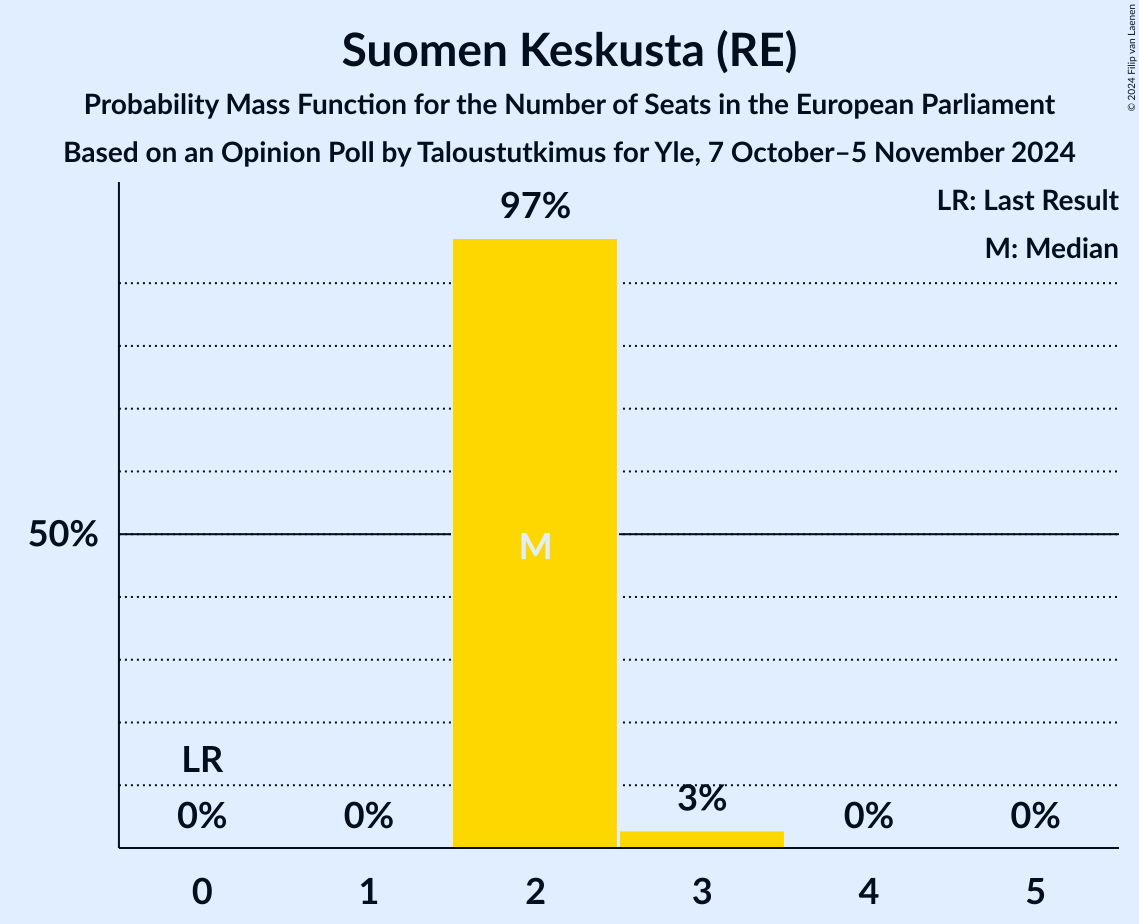 Suomen Keskusta (RE)
Probability Mass Function for the Number of Seats in the European Parliament
Based on an Opinion Poll by Taloustutkimus for Yle, 7 October–5 November 2024
© 2024 Filip van Laenen
LR: Last Result
M: Median
97%
50%
M
LR
0%
0%
3%
0%
0%
0
1
2
3
4
5